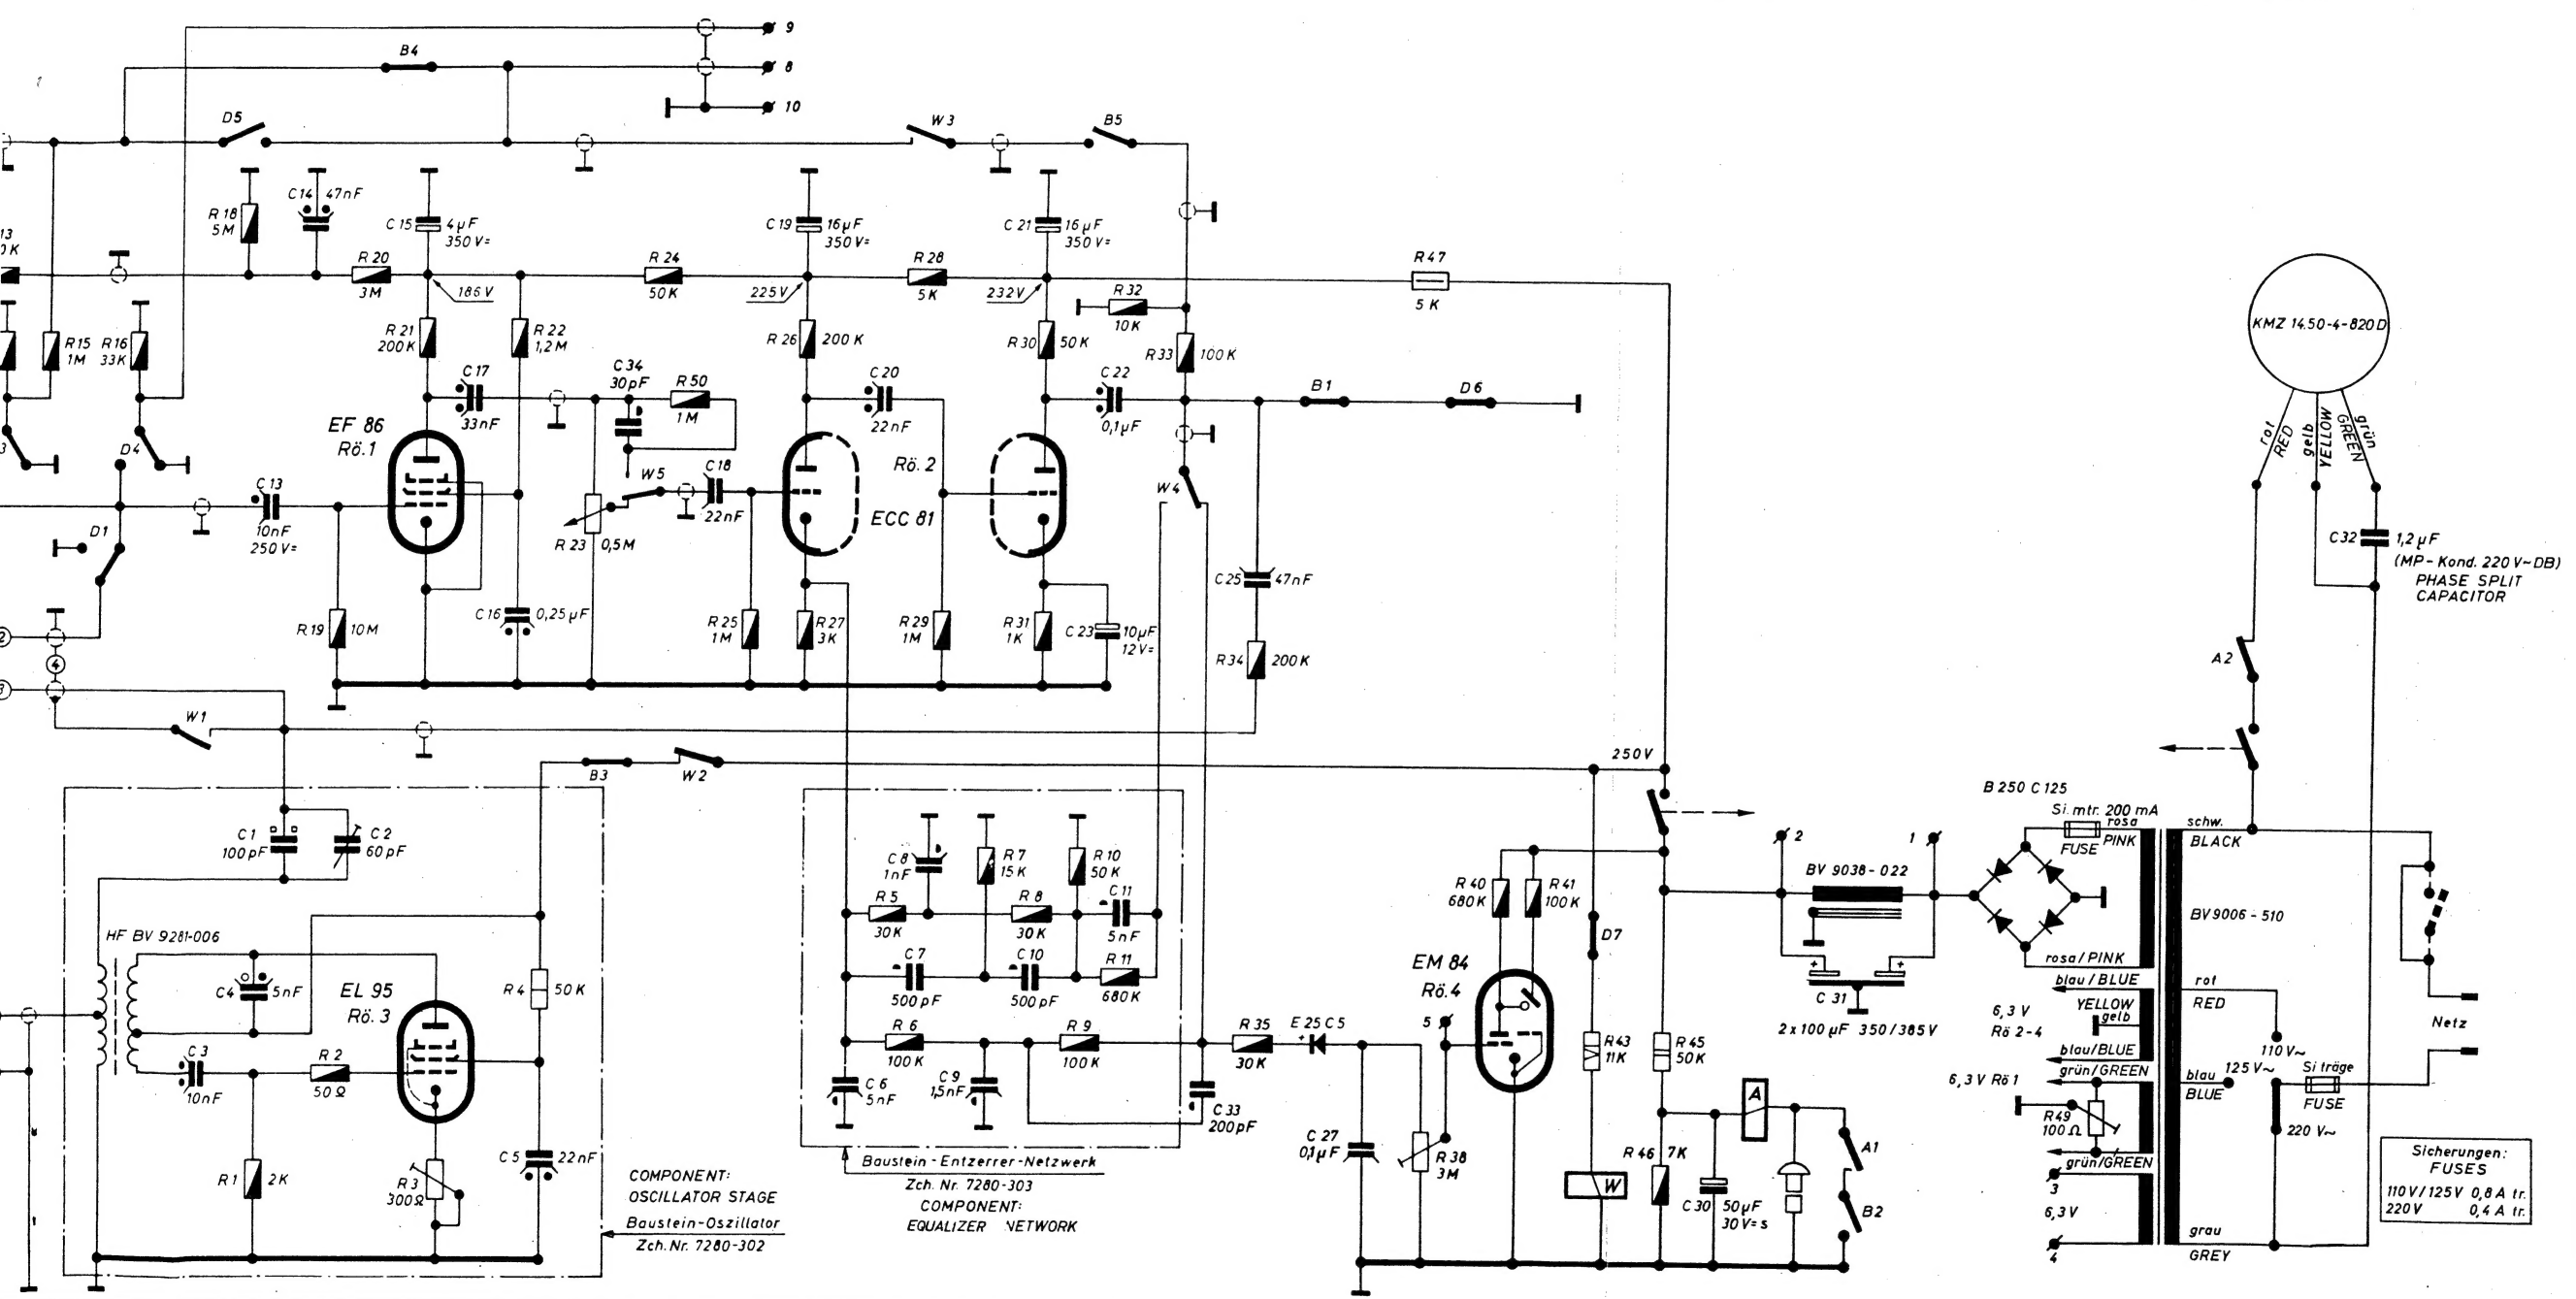 9
B4
8
10
D5
W3
B5
C14 47nF
R18
5M
C15 4µF
350V=
C19 16µF
350V=
C21 16µF
350V=
13
0K
R20
3M
186V
R24
50K
225V
R28
5K
232V
R47
5K
R32
10K
KMZ 14.50-4-820D
R15
1M
R16
33K
R21
200K
R22
1,2M
R26 200K
R30 50K
R33 100K
C17
33nF
C34
30pF
R50
1M
C20
22nF
C22
0,1µF
B1
D6
rot
RED
gelb
YELLOW
grün
GREEN
3
D4
EF 86
Rö.1
W5
C18
22nF
Rö.2
ECC 81
W4
C13
10nF
250V=
D1
R23 0,5M
C32 1,2µF
(MP-Kond. 220V~DB)
PHASE SPLIT
CAPACITOR
C25 47nF
R19 10M
C16 0,25µF
R25
1M
R27
3K
R29
1M
R31
1K
C23 10µF
12V=
R34 200K
2
4
3
A2
W1
B3
W2
250V
B 250 C 125
Si. mtr. 200 mA
rosa
FUSE PINK
schw.
BLACK
C1
100pF
C2
60pF
C8
1nF
R7
15K
R10
50K
C11
5nF
R5
30K
R8
30K
C7
500pF
C10
500pF
R11
680K
R6
100K
R9
100K
C6
5nF
C9
1,5nF
C33
200pF
R35
30K
E 25 C 5
R40
680K
R41
100K
D7
EM 84
Rö.4
5
2
1
BV 9038-022
BV 9006-510
rosa/PINK
C31
2x100µF 350/385V
blau/BLUE
6,3V
Rö 2-4
YELLOW
gelb
blau/BLUE
rot
RED
Netz
110V~
HF BV 9281-006
C4 5nF
EL 95
Rö.3
R4 50K
C3
10nF
R2
50Ω
R1 2K
R3
300Ω
C5 22nF
COMPONENT:
OSCILLATOR STAGE
Baustein-Oszillator
Zch. Nr. 7280-302
Baustein-Entzerrer-Netzwerk
Zch. Nr. 7280-303
COMPONENT:
EQUALIZER NETWORK
C27
0,1µF
R38
3M
R43
11K
R45
50K
W
R46 7K
C30 50µF
30V=s
A
A1
B2
6,3V Rö1
grün/GREEN
R49
100Ω
grün/GREEN
3
6,3V
4
blau
BLUE
125V~
Si träge
FUSE
220V~
grau
GREY
Sicherungen:
FUSES
110V/125V 0,8A tr.
220V 0,4A tr.